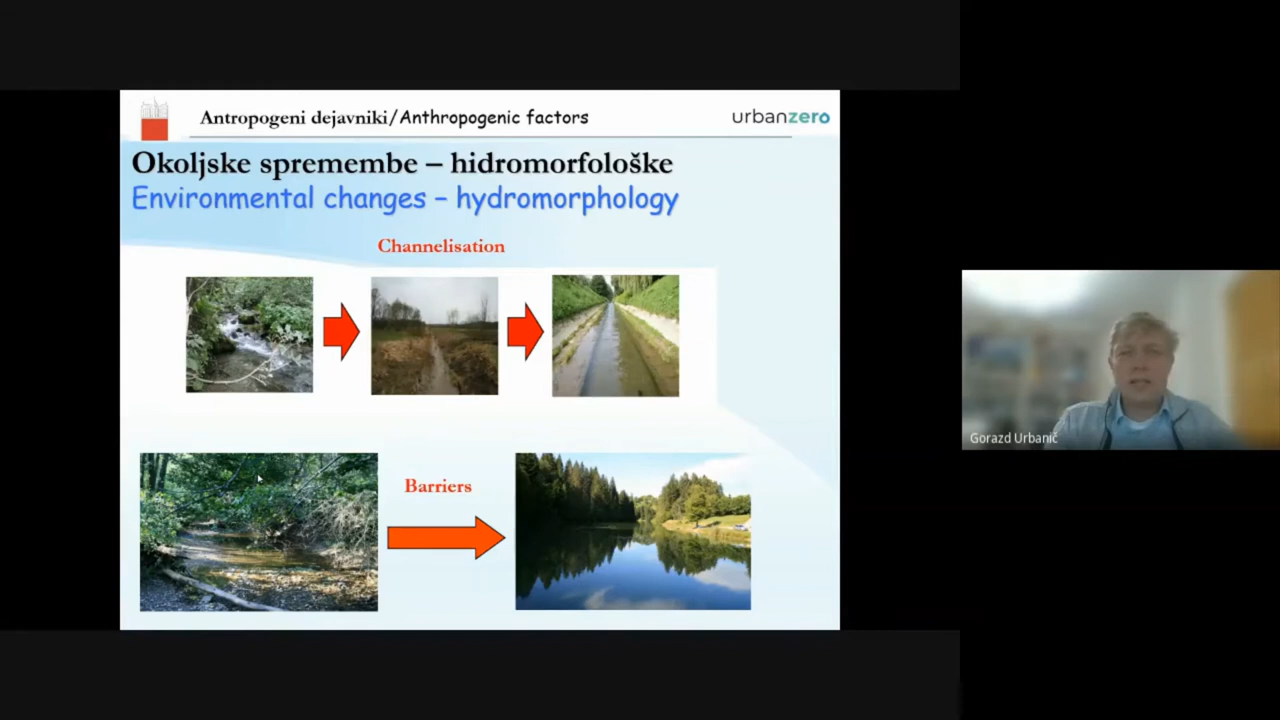 Antropogeni dejavniki/Anthropogenic factors
urbanzero
Okoljske spremembe – hidromorfološke
Environmental changes – hydromorphology
Channelisation
Barriers
Gorazd Urbanič